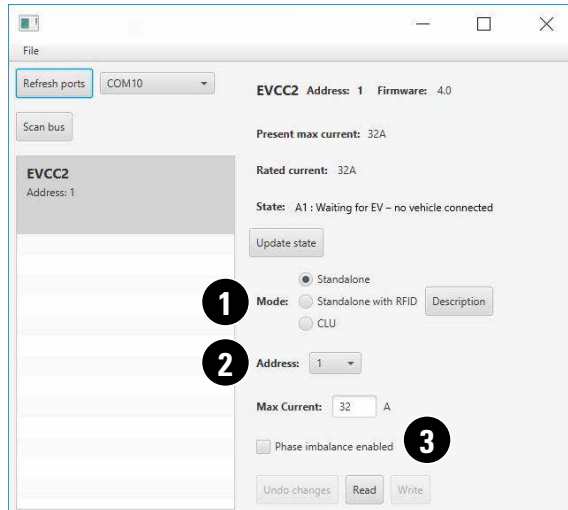 File
Refresh ports COM10
Scan bus
EVCC2
Address: 1
EVCC2 Address: 1 Firmware: 4.0
Present max current: 32A
Rated current: 32A
State: A1 : Waiting for EV – no vehicle connected
Update state
Standalone
1 Mode: Standalone with RFID Description
CLU
2 Address: 1
Max Current: 32 A
Phase imbalance enabled 3
Undo changes Read Write